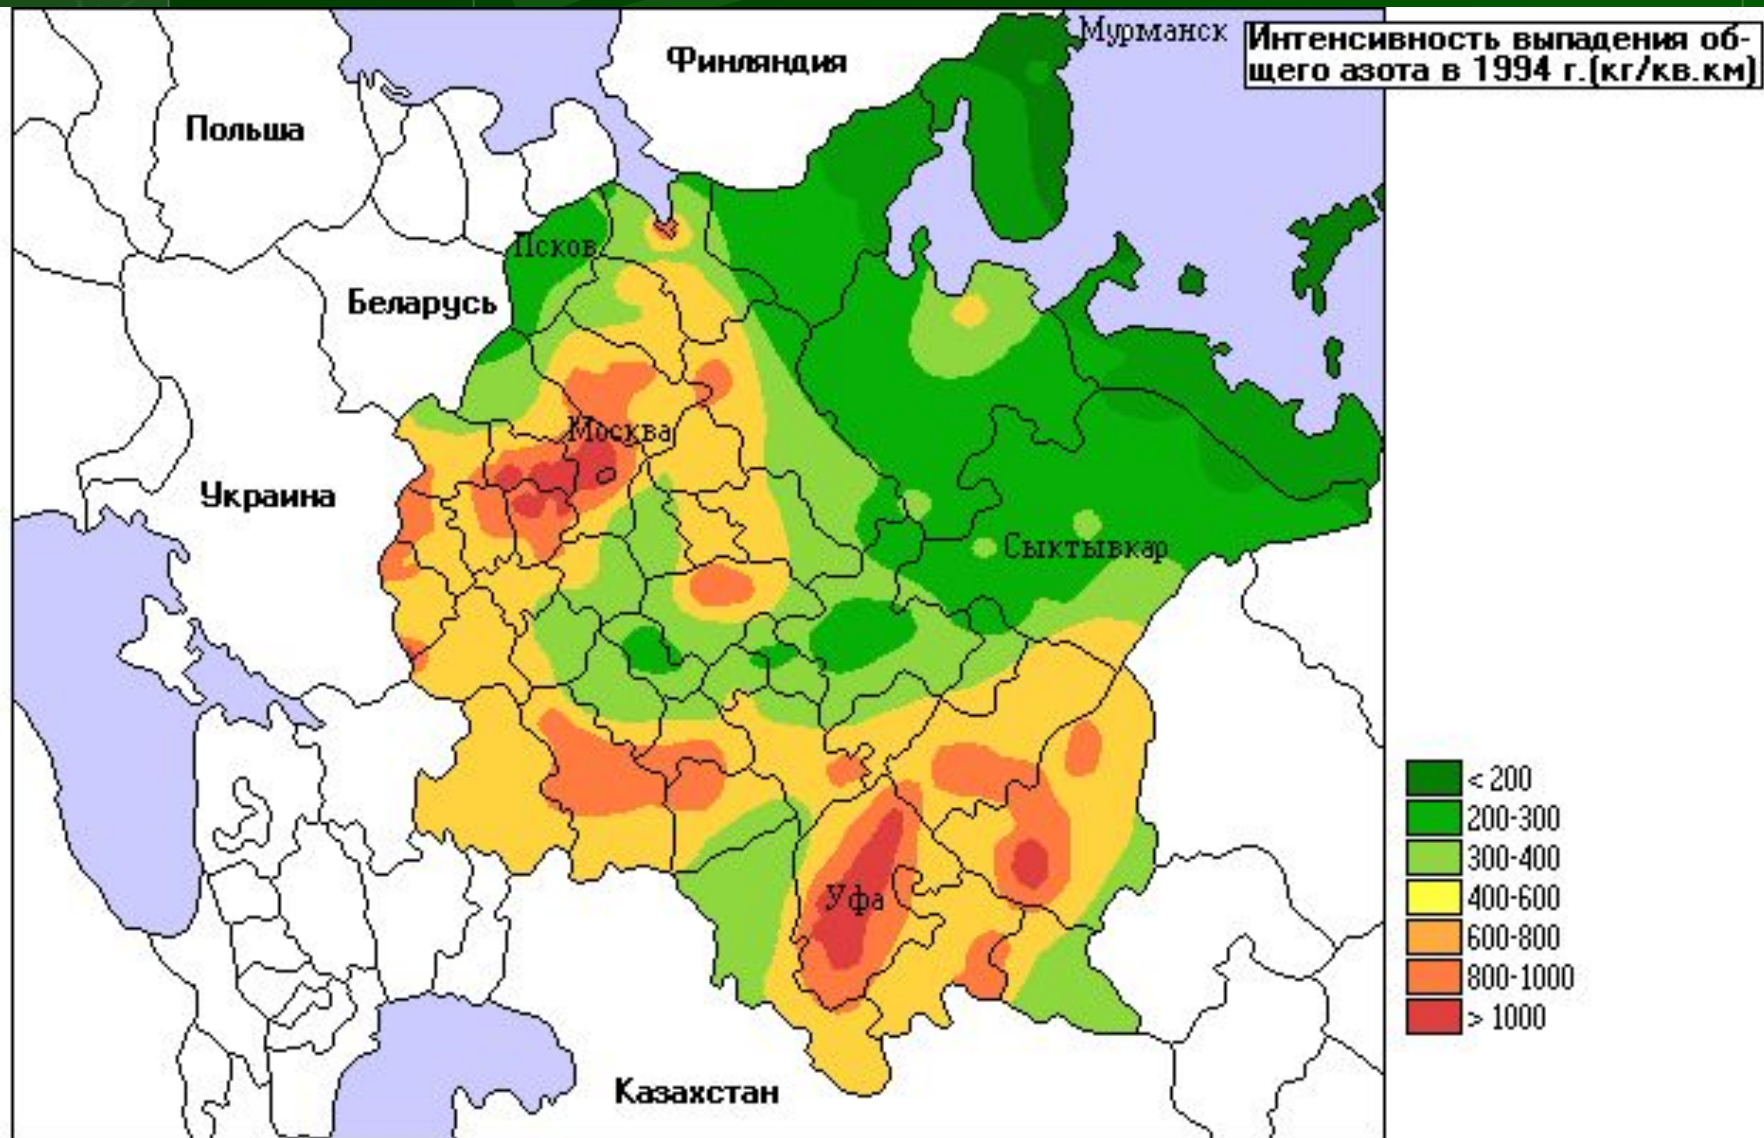 Мурманск
Интенсивность выпадения об-
щего азота в 1994 г.(кг/кв.км)
Финляндия
Польша
Псков
Беларусь
Москва
Украина
Сыктывкар
Уфа
Казахстан
< 200
200-300
300-400
400-600
600-800
800-1000
> 1000